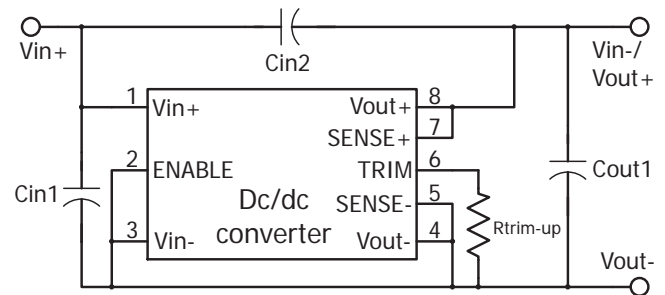 Vin+
Cin2
Vin-/
Vout+
1 Vin+ Vout+ 8
SENSE+ 7
2 ENABLE TRIM 6
Cin1
Dc/dc
converter
SENSE- 5
3 Vin- Vout- 4
Rtrim-up
Cout1
Vout-